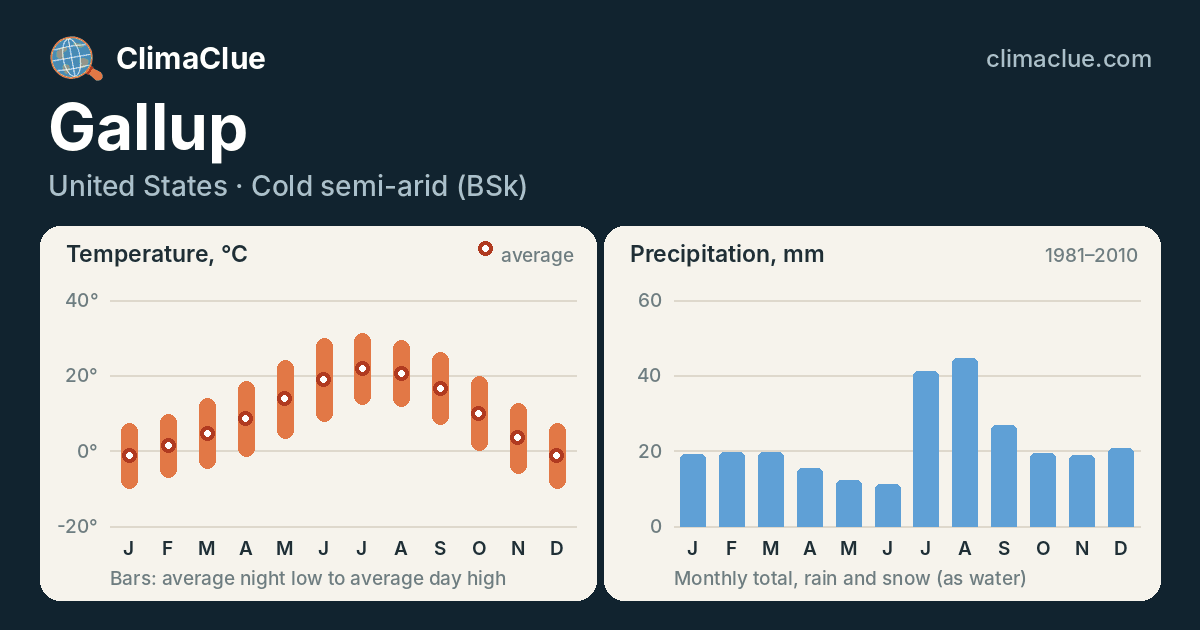 ClimaClue
climaclue.com
Gallup
United States · Cold semi-arid (BSk)
Temperature, °C
average
40°
20°
0°
-20°
J F M A M J J A S O N D
Bars: average night low to average day high
Precipitation, mm
1981–2010
60
40
20
0
J F M A M J J A S O N D
Monthly total, rain and snow (as water)